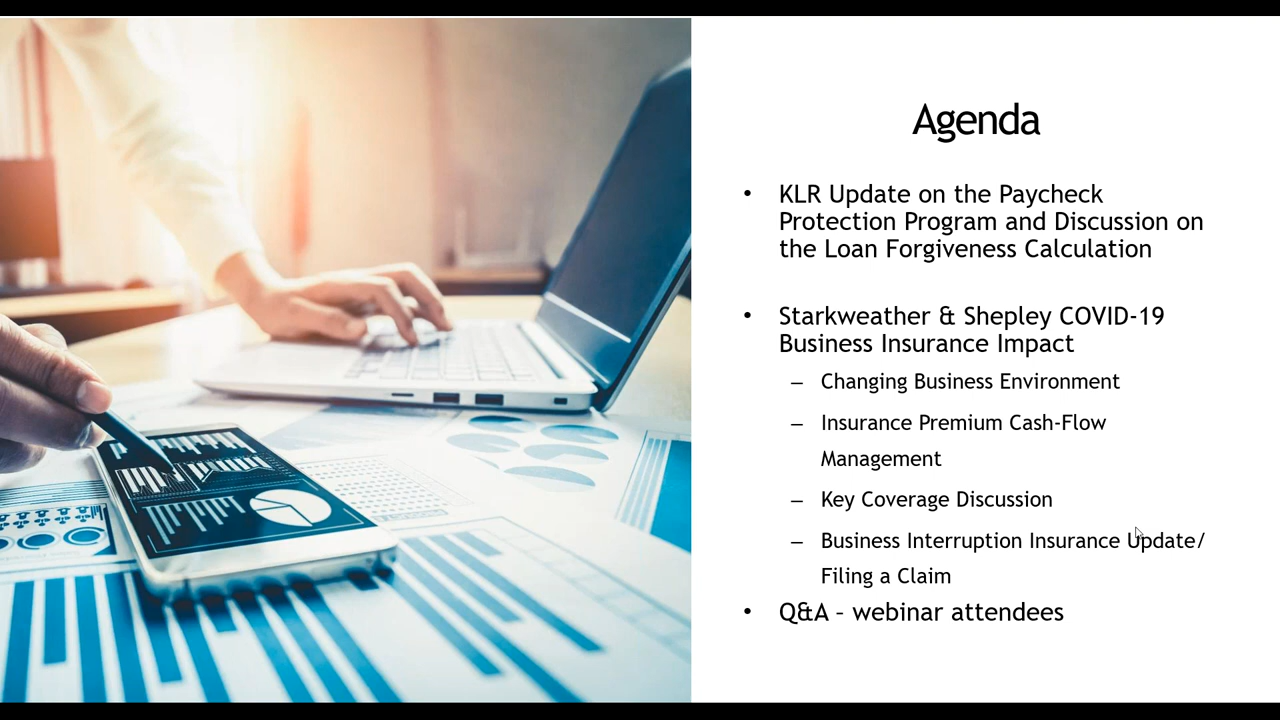 Agenda
• KLR Update on the Paycheck
Protection Program and Discussion on
the Loan Forgiveness Calculation
• Starkweather & Shepley COVID-19
Business Insurance Impact
– Changing Business Environment
– Insurance Premium Cash-Flow
Management
– Key Coverage Discussion
– Business Interruption Insurance Update/
Filing a Claim
• Q&A – webinar attendees